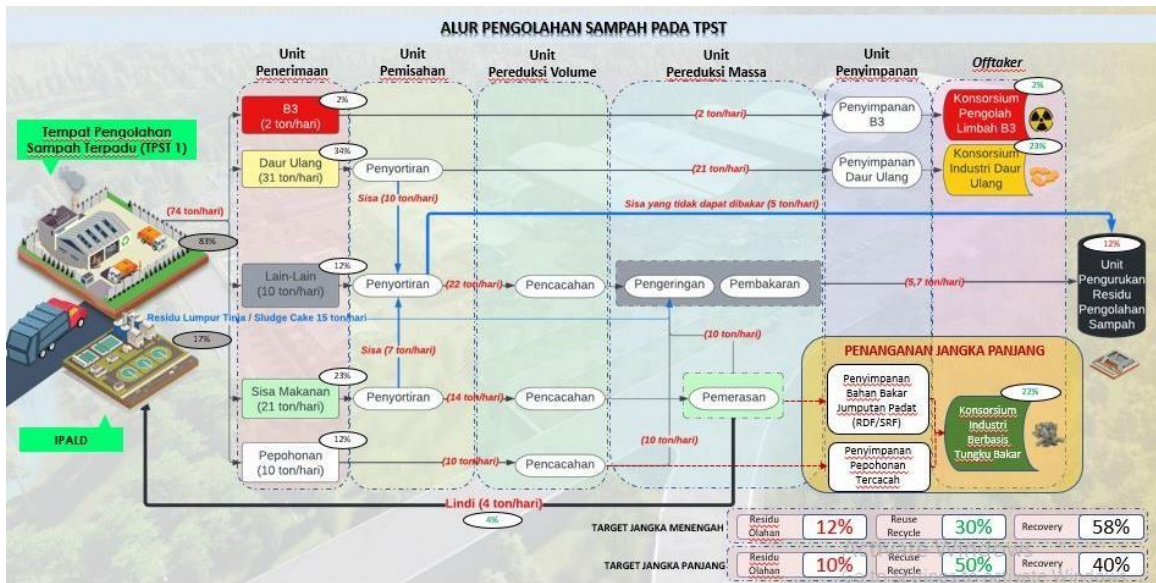 ALUR PENGOLAHAN SAMPAH PADA TPST
Unit
Penerimaan
Unit
Pemisahan
Unit
Pereduksi Volume
Unit
Pereduksi Massa
Unit
Penyimpanan
Offtaker
Tempat Pengolahan
Sampah Terpadu (TPST 1)
(74 ton/hari)
83%
17%
IPALD
B3
(2 ton/hari)
2%
(2 ton/hari)
Penyimpanan
B3
2%
Konsorsium
Pengolah
Limbah B3
Daur Ulang
(31 ton/hari)
34%
Penyortiran
(21 ton/hari)
Penyimpanan
Daur Ulang
23%
Konsorsium
Industri Daur
Ulang
Sisa (10 ton/hari)
Sisa yang tidak dapat dibakar (5 ton/hari)
Lain-Lain
(10 ton/hari)
12%
Penyortiran
(22 ton/hari)
Pencacahan
Pengeringan
Pembakaran
(5,7 ton/hari)
12%
Unit
Pengurukan
Residu
Pengolahan
Sampah
Residu Lumpur Tinja / Sludge Cake 15 ton/hari
Sisa (7 ton/hari)
(10 ton/hari)
Sisa Makanan
(21 ton/hari)
23%
Penyortiran
(14 ton/hari)
Pencacahan
Pemerasan
(10 ton/hari)
Pepohonan
(10 ton/hari)
12%
(10 ton/hari)
Pencacahan
PENANGANAN JANGKA PANJANG
Penyimpanan
Bahan Bakar
Jumputan Padat
(RDF/SRF)
Penyimpanan
Pepohonan
Tercacah
22%
Konsorsium
Industri
Berbasis
Tungku Bakar
Lindi (4 ton/hari)
4%
TARGET JANGKA MENENGAH
Residu
Olahan
12%
Reuse
Recycle
30%
Recovery
58%
TARGET JANGKA PANJANG
Residu
Olahan
10%
Reuse
Recycle
50%
Recovery
40%
Activate Windows